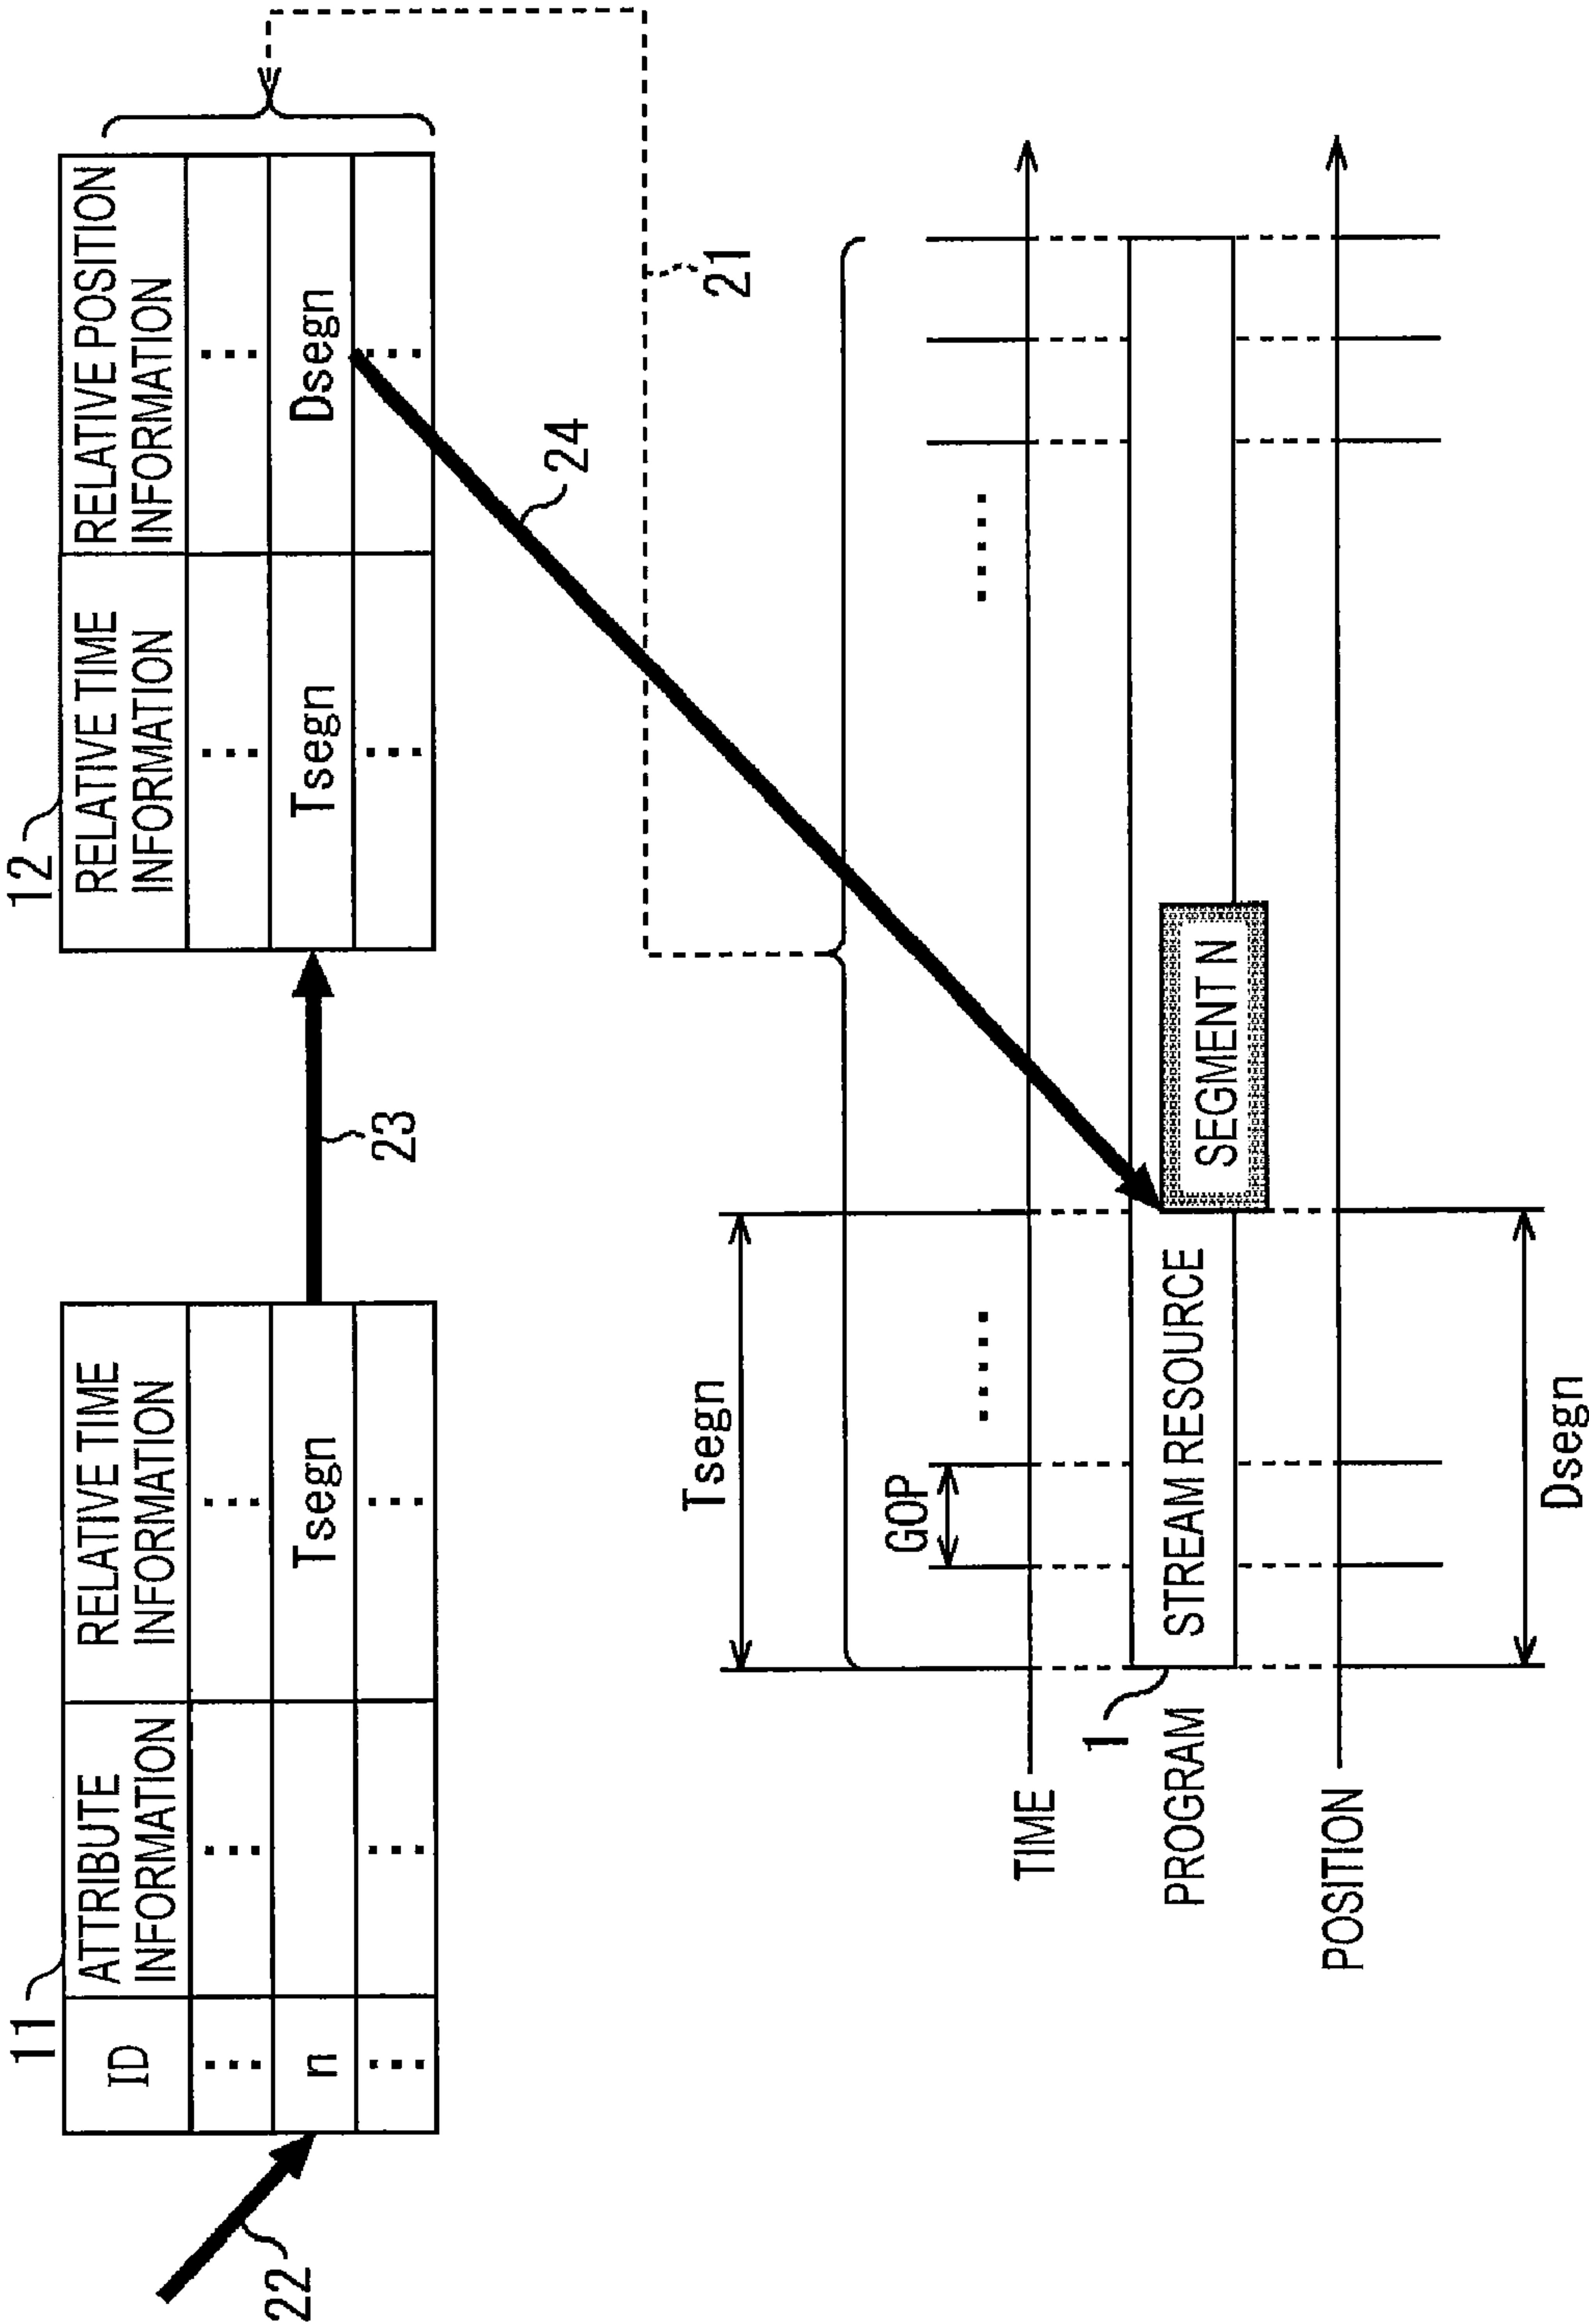 11
12
ID
ATTRIBUTE
INFORMATION
RELATIVE TIME
INFORMATION
RELATIVE TIME
INFORMATION
RELATIVE POSITION
INFORMATION
...
...
...
...
...
n
Tsegn
Tsegn
Dsegn
...
...
...
...
...
22
23
24
21
Tsegn
GOP
.....
.....
TIME
1
PROGRAM
STREAM RESOURCE
SEGMENT N
POSITION
Dsegn